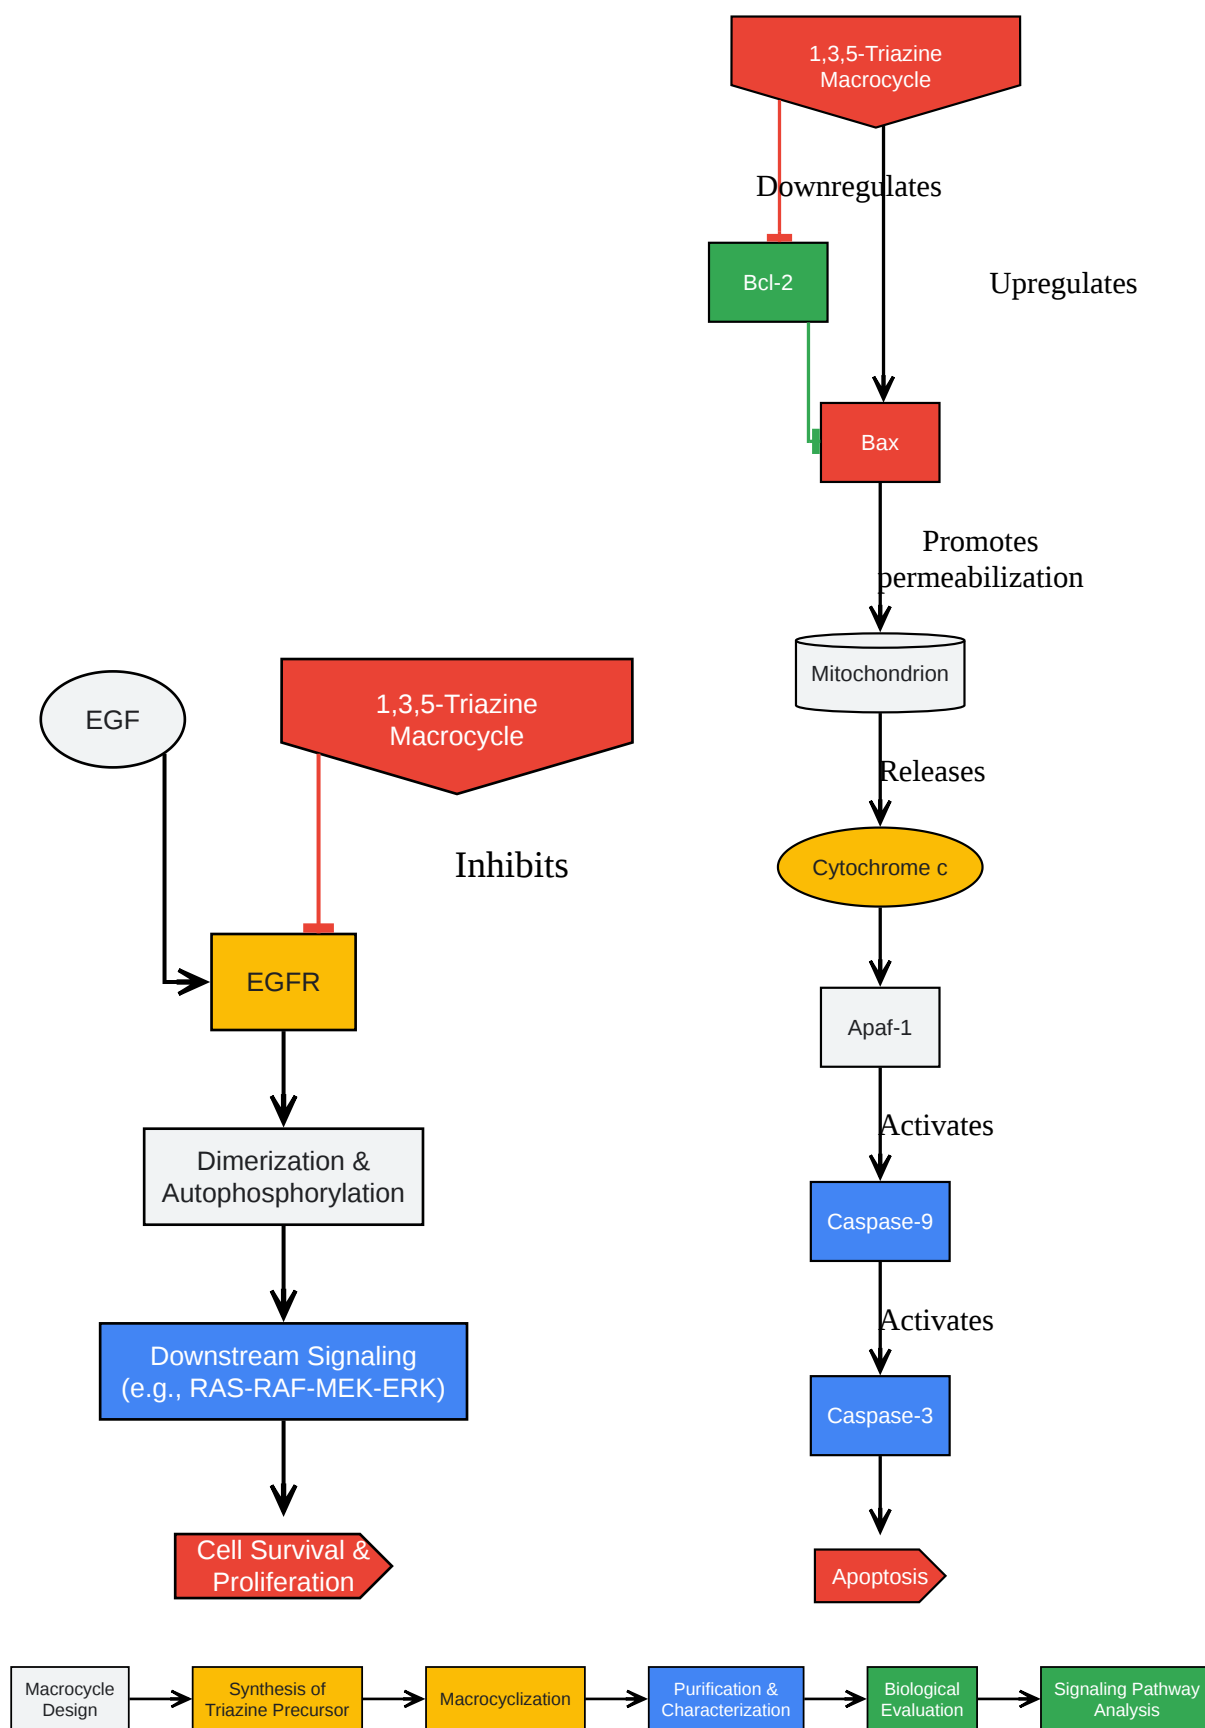 1,3,5-Triazine
Macrocycle
Downregulates
Bcl-2
Upregulates
Bax
Promotes
permeabilization
Mitochondrion
Releases
Cytochrome c
Apaf-1
Activates
Caspase-9
Activates
Caspase-3
Apoptosis
EGF
1,3,5-Triazine
Macrocycle
Inhibits
EGFR
Dimerization &
Autophosphorylation
Downstream Signaling
(e.g., RAS-RAF-MEK-ERK)
Cell Survival &
Proliferation
Macrocycle
Design
Synthesis of
Triazine Precursor
Macrocyclization
Purification &
Characterization
Biological
Evaluation
Signaling Pathway
Analysis